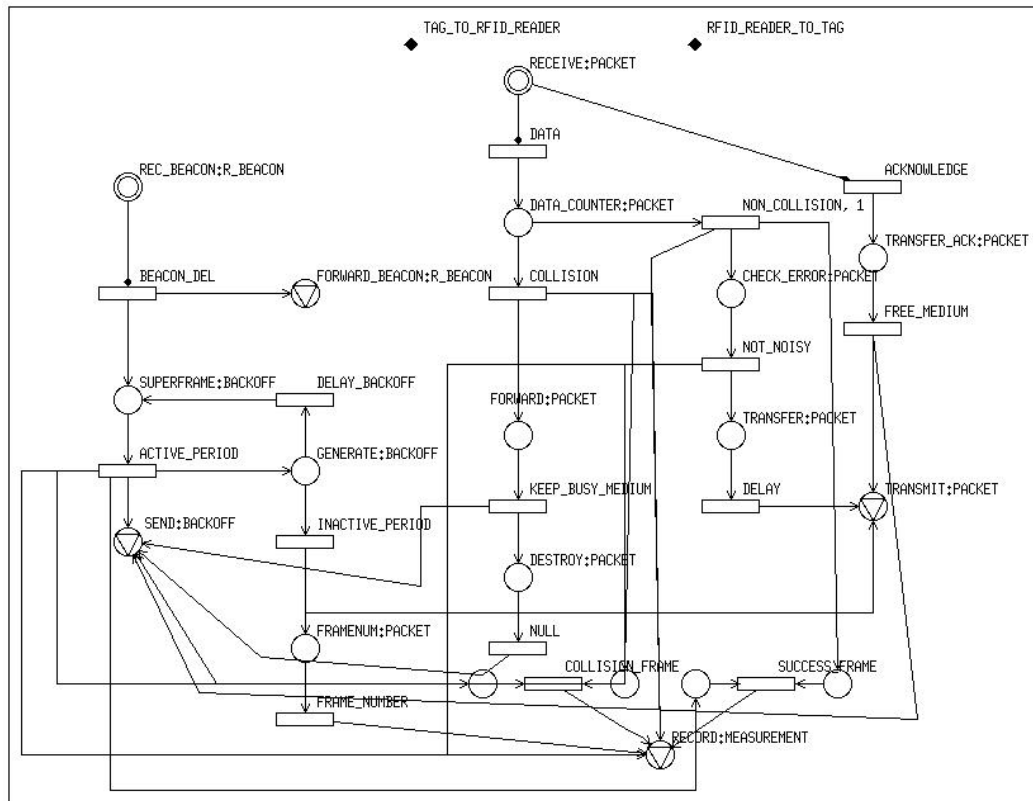 TAG_TO_RFID_READER
RFID_READER_TO_TAG
RECEIVE:PACKET
DATA
REC_BEACON:R_BEACON
ACKNOWLEDGE
DATA_COUNTER:PACKET
NON_COLLISION, 1
TRANSFER_ACK:PACKET
BEACON_DEL
FORWARD_BEACON:R_BEACON
COLLISION
CHECK_ERROR:PACKET
FREE_MEDIUM
NOT_NOISY
SUPERFRAME:BACKOFF
DELAY_BACKOFF
FORWARD:PACKET
TRANSFER:PACKET
ACTIVE_PERIOD
GENERATE:BACKOFF
KEEP_BUSY_MEDIUM
DELAY
TRANSMIT:PACKET
SEND:BACKOFF
INACTIVE_PERIOD
DESTROY:PACKET
FRAMENUM:PACKET
NULL
COLLISION_FRAME
SUCCESS_FRAME
FRAME_NUMBER
RECORD:MEASUREMENT